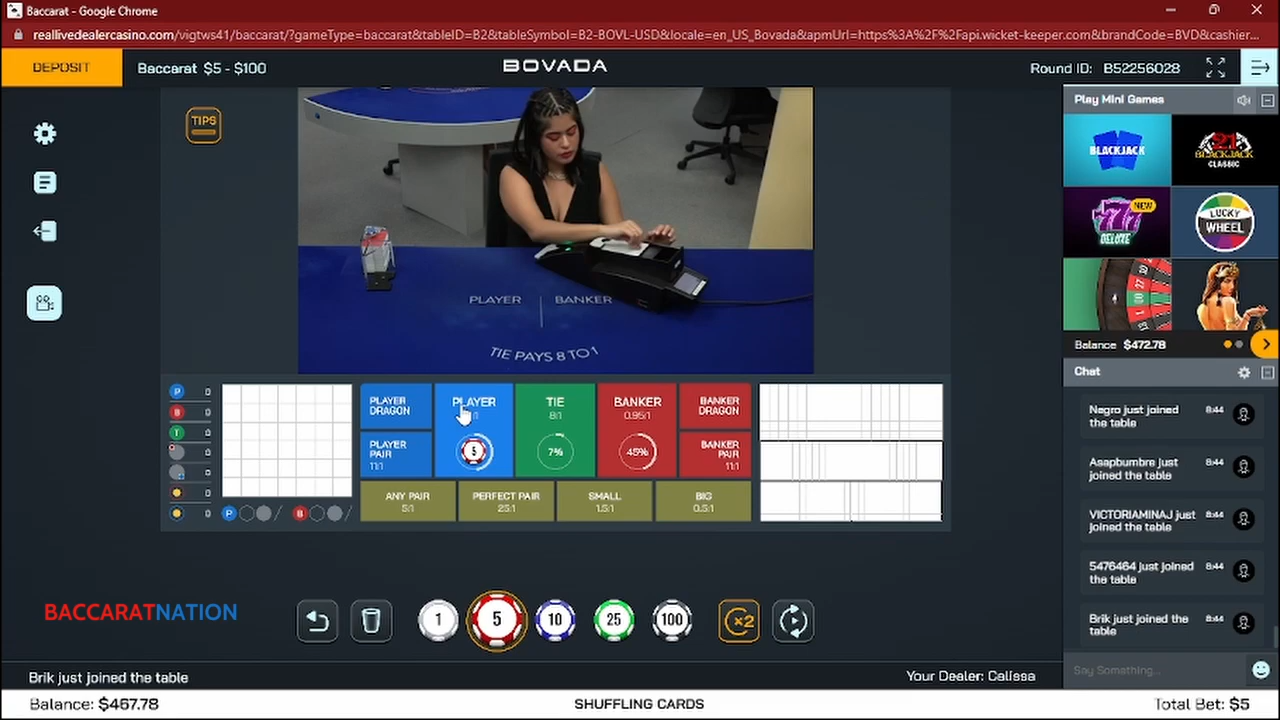 Baccarat - Google Chrome
reallivedealercasino.com/vigtws41/baccarat/?gameType=baccarat&tableID=B2&tableSymbol=B2-BOVL-USD&locale=en_US_Bovada&apmUrl=https%3A%2F%2Fapi.wicket-keeper.com&brandCode=BVD&cashier...
DEPOSIT
Baccarat $5 - $100
BOVADA
Round ID: B52256028
TIPS
PLAYER | BANKER
TIE PAYS 8 TO 1
P 0
B 0
T 0
0
0
0
0
P
B
PLAYER
DRAGON
PLAYER
PAIR
11:1
PLAYER
5
TIE
8:1
7%
BANKER
0.95:1
45%
BANKER
DRAGON
BANKER
PAIR
11:1
ANY PAIR
5:1
PERFECT PAIR
25:1
SMALL
1.5:1
BIG
0.5:1
BACCARATNATION
1
5
10
25
100
×2
Play Mini Games
BLACKJACK
21
BLACKJACK
CLASSIC
777
DELUXE
NEW
LUCKY
WHEEL
Balance $472.78
Chat
Negro just joined
the table
8:44
Asapbumbre just
joined the table
8:44
VICTORIAMINAJ just
joined the table
8:44
5476464 just joined
the table
8:44
Brik just joined the
table
8:44
Say Something...
Brik just joined the table
Your Dealer: Calissa
Balance: $467.78
SHUFFLING CARDS
Total Bet: $5